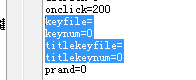 onclick=200
keyfile=
keynum=0
titlekeyfile=
titlekeynum=0
prand=0